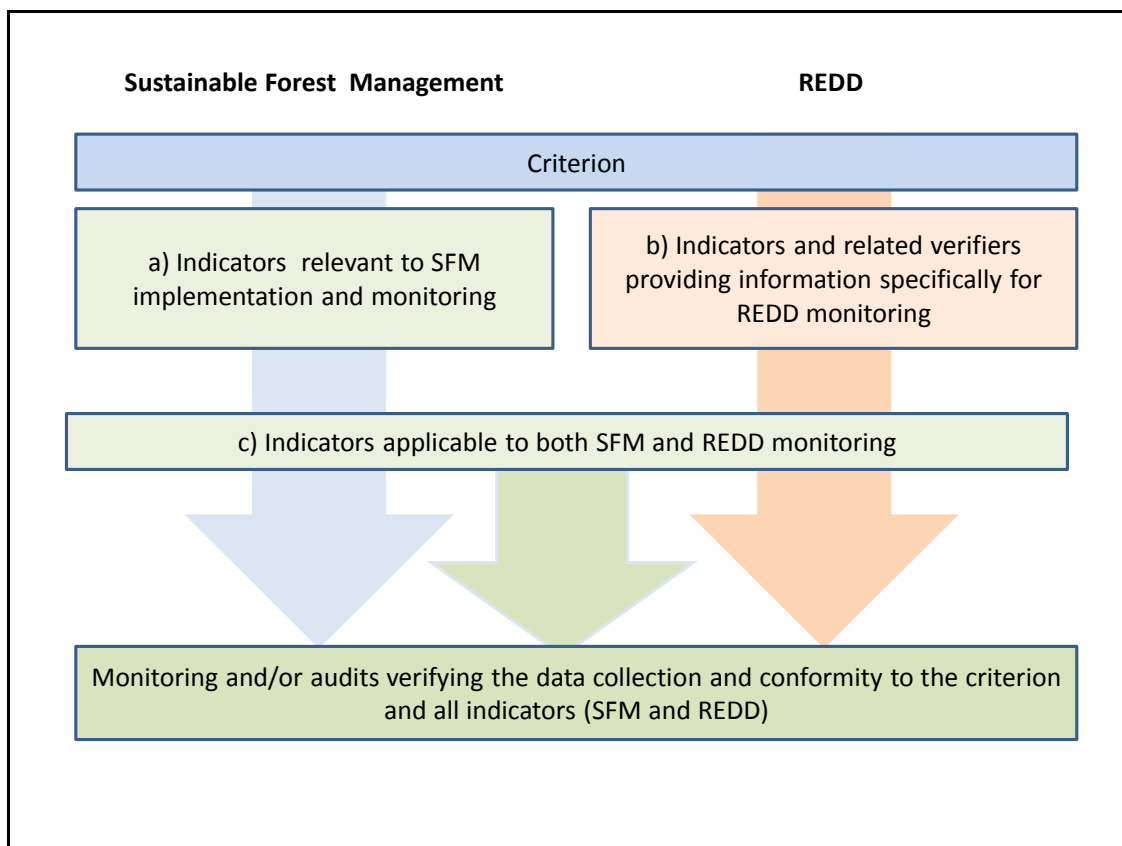 Sustainable Forest Management
REDD
Criterion
a) Indicators relevant to SFM
implementation and monitoring
b) Indicators and related verifiers
providing information specifically for
REDD monitoring
c) Indicators applicable to both SFM and REDD monitoring
Monitoring and/or audits verifying the data collection and conformity to the criterion
and all indicators (SFM and REDD)